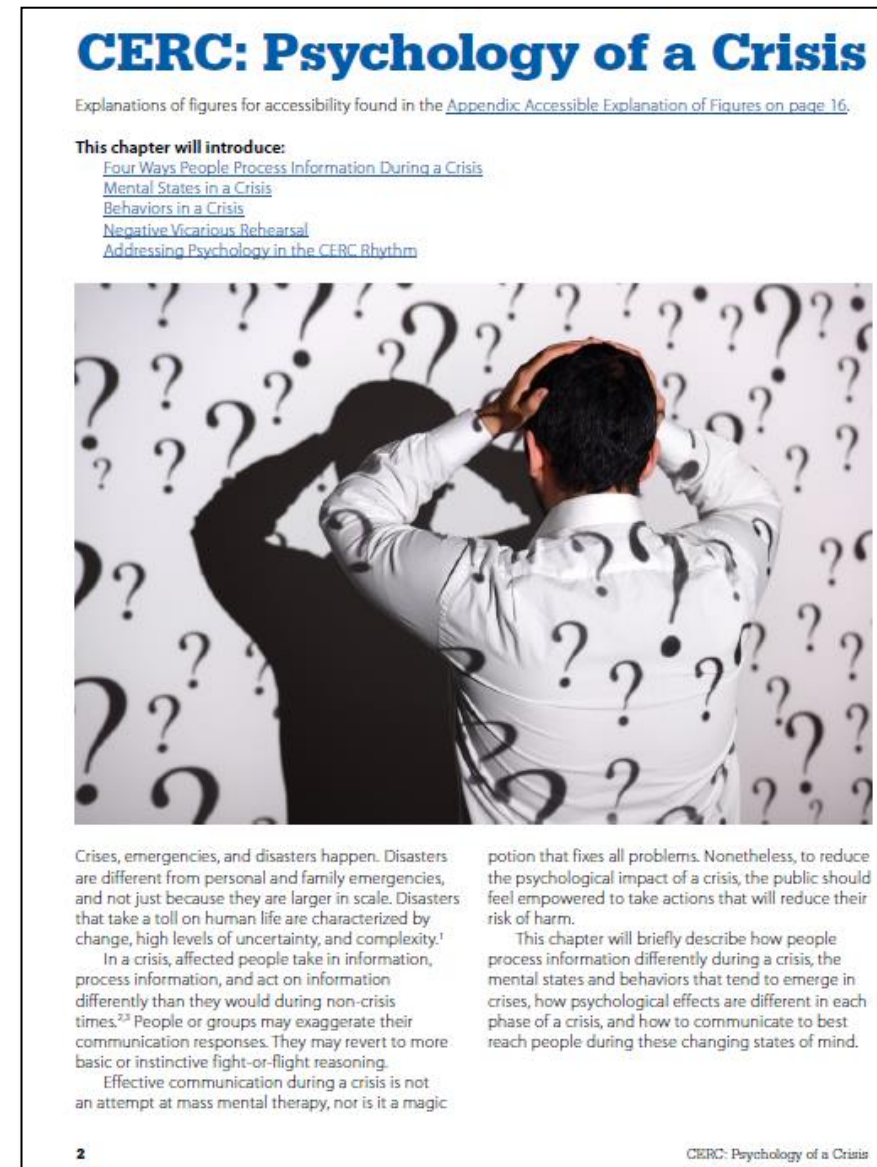 CERC: Psychology of a Crisis
Explanations of figures for accessibility found in the Appendix: Accessible Explanation of Figures on page 16.
This chapter will introduce:
Four Ways People Process Information During a Crisis
Mental States in a Crisis
Behaviors in a Crisis
Negative Vicarious Rehearsal
Addressing Psychology in the CERC Rhythm
Crises, emergencies, and disasters happen. Disasters
are different from personal and family emergencies,
and not just because they are larger in scale. Disasters
that take a toll on human life are characterized by
change, high levels of uncertainty, and complexity.¹
In a crisis, affected people take in information,
process information, and act on information
differently than they would during non-crisis
times.²,³ People or groups may exaggerate their
communication responses. They may revert to more
basic or instinctive fight-or-flight reasoning.
Effective communication during a crisis is not
an attempt at mass mental therapy, nor is it a magic
potion that fixes all problems. Nonetheless, to reduce
the psychological impact of a crisis, the public should
feel empowered to take actions that will reduce their
risk of harm.
This chapter will briefly describe how people
process information differently during a crisis, the
mental states and behaviors that tend to emerge in
crises, how psychological effects are different in each
phase of a crisis, and how to communicate to best
reach people during these changing states of mind.
2
CERC: Psychology of a Crisis